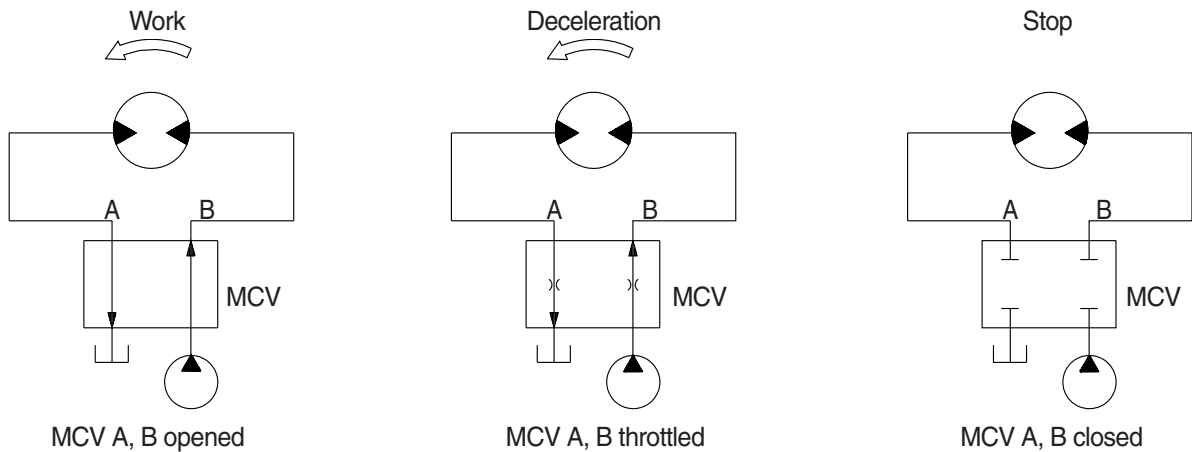 Work
Deceleration
Stop
A
B
MCV
A
B
MCV
A
B
MCV
MCV A, B opened
MCV A, B throttled
MCV A, B closed